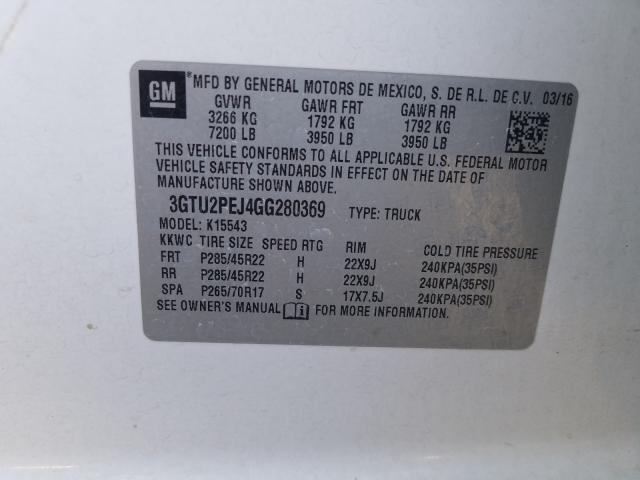 GM *MFD BY GENERAL MOTORS DE MEXICO, S. DE R.L. DE C.V. 03/16
GVWR GAWR FRT GAWR RR
3266 KG 1792 KG 1792 KG
7200 LB 3950 LB 3950 LB
THIS VEHICLE CONFORMS TO ALL APPLICABLE U.S. FEDERAL MOTOR
VEHICLE SAFETY STANDARDS IN EFFECT ON THE DATE OF
MANUFACTURE SHOWN ABOVE.
3GTU2PEJ4GG280369 TYPE: TRUCK
MODEL: K15543
KKWC TIRE SIZE SPEED RTG RIM COLD TIRE PRESSURE
FRT P285/45R22 H 22X9J 240KPA(35PSI)
RR P285/45R22 H 22X9J 240KPA(35PSI)
SPA P265/70R17 S 17X7.5J 240KPA(35PSI)
SEE OWNER'S MANUAL FOR MORE INFORMATION.